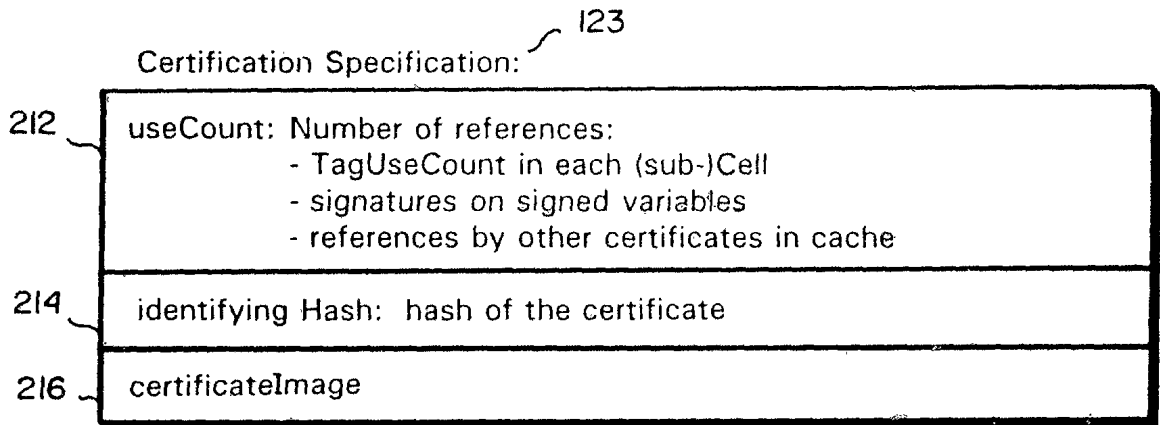 123
Certification Specification:
212
useCount: Number of references:
- TagUseCount in each (sub-)Cell
- signatures on signed variables
- references by other certificates in cache
214
identifying Hash: hash of the certificate
216
certificateImage